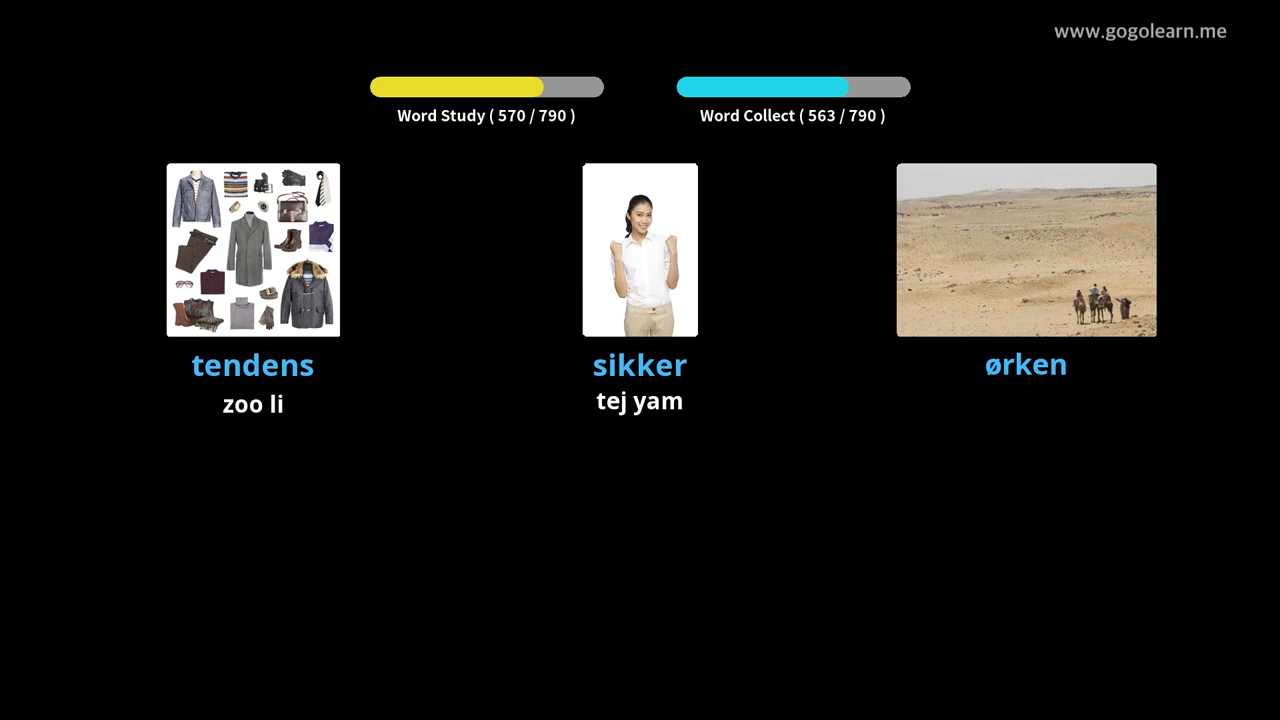 www.gogolearn.me
Word Study ( 570 / 790 )
Word Collect ( 563 / 790 )
tendens
zoo li
sikker
tej yam
ørken